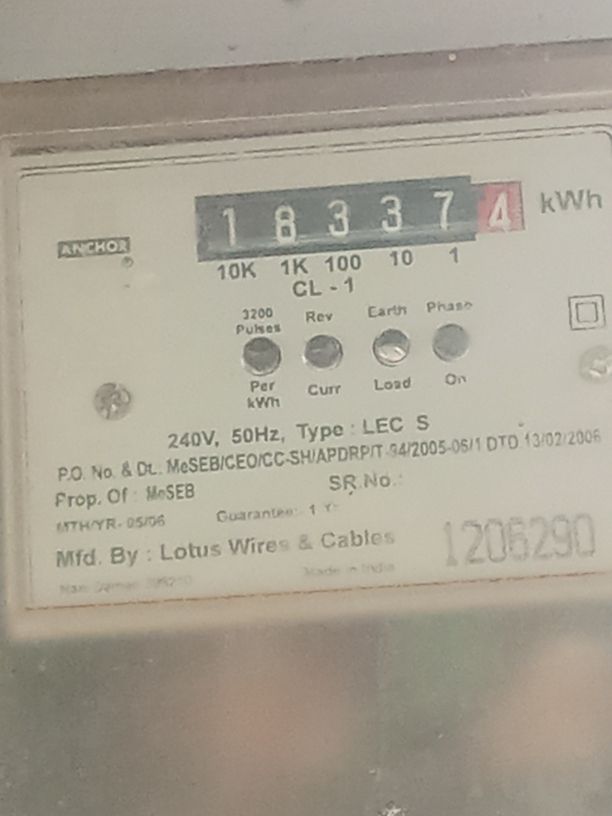 1 8 3 3 7 4 kWh
ANCHOR
10K 1K 100 10 1
CL - 1
3200 Pulses Per kWh
Rev Curr
Earth Load
Phase On
240V, 50Hz, Type : LEC S
P.O. No. & Dt.: MeSEB/CEO/CC-SH/APDRP/T-94/2005-06/1 DTD 13/02/2006
Prop. Of : MeSEB
SR.No.:
MTH/YR- 05/06
Guarantee:- 1
Mfd. By : Lotus Wires & Cables
1206290
Made in India